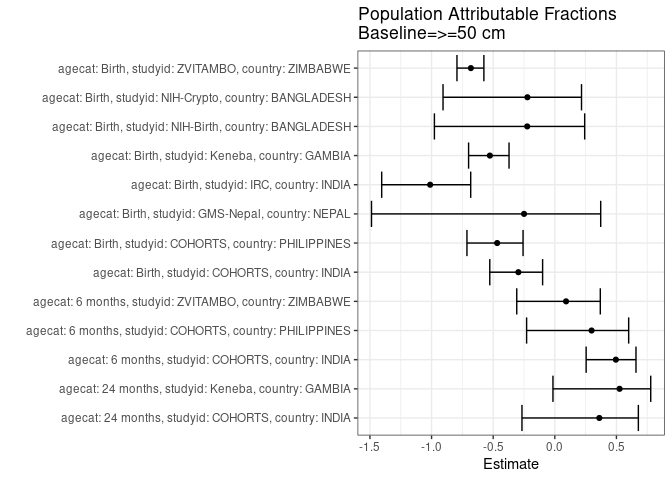 Population Attributable Fractions
Baseline=>=50 cm
agecat: Birth, studyid: ZVITAMBO, country: ZIMBABWE
agecat: Birth, studyid: NIH-Crypto, country: BANGLADESH
agecat: Birth, studyid: NIH-Birth, country: BANGLADESH
agecat: Birth, studyid: Keneba, country: GAMBIA
agecat: Birth, studyid: IRC, country: INDIA
agecat: Birth, studyid: GMS-Nepal, country: NEPAL
agecat: Birth, studyid: COHORTS, country: PHILIPPINES
agecat: Birth, studyid: COHORTS, country: INDIA
agecat: 6 months, studyid: ZVITAMBO, country: ZIMBABWE
agecat: 6 months, studyid: COHORTS, country: PHILIPPINES
agecat: 6 months, studyid: COHORTS, country: INDIA
agecat: 24 months, studyid: Keneba, country: GAMBIA
agecat: 24 months, studyid: COHORTS, country: INDIA
-1.5 -1.0 -0.5 0.0 0.5
Estimate